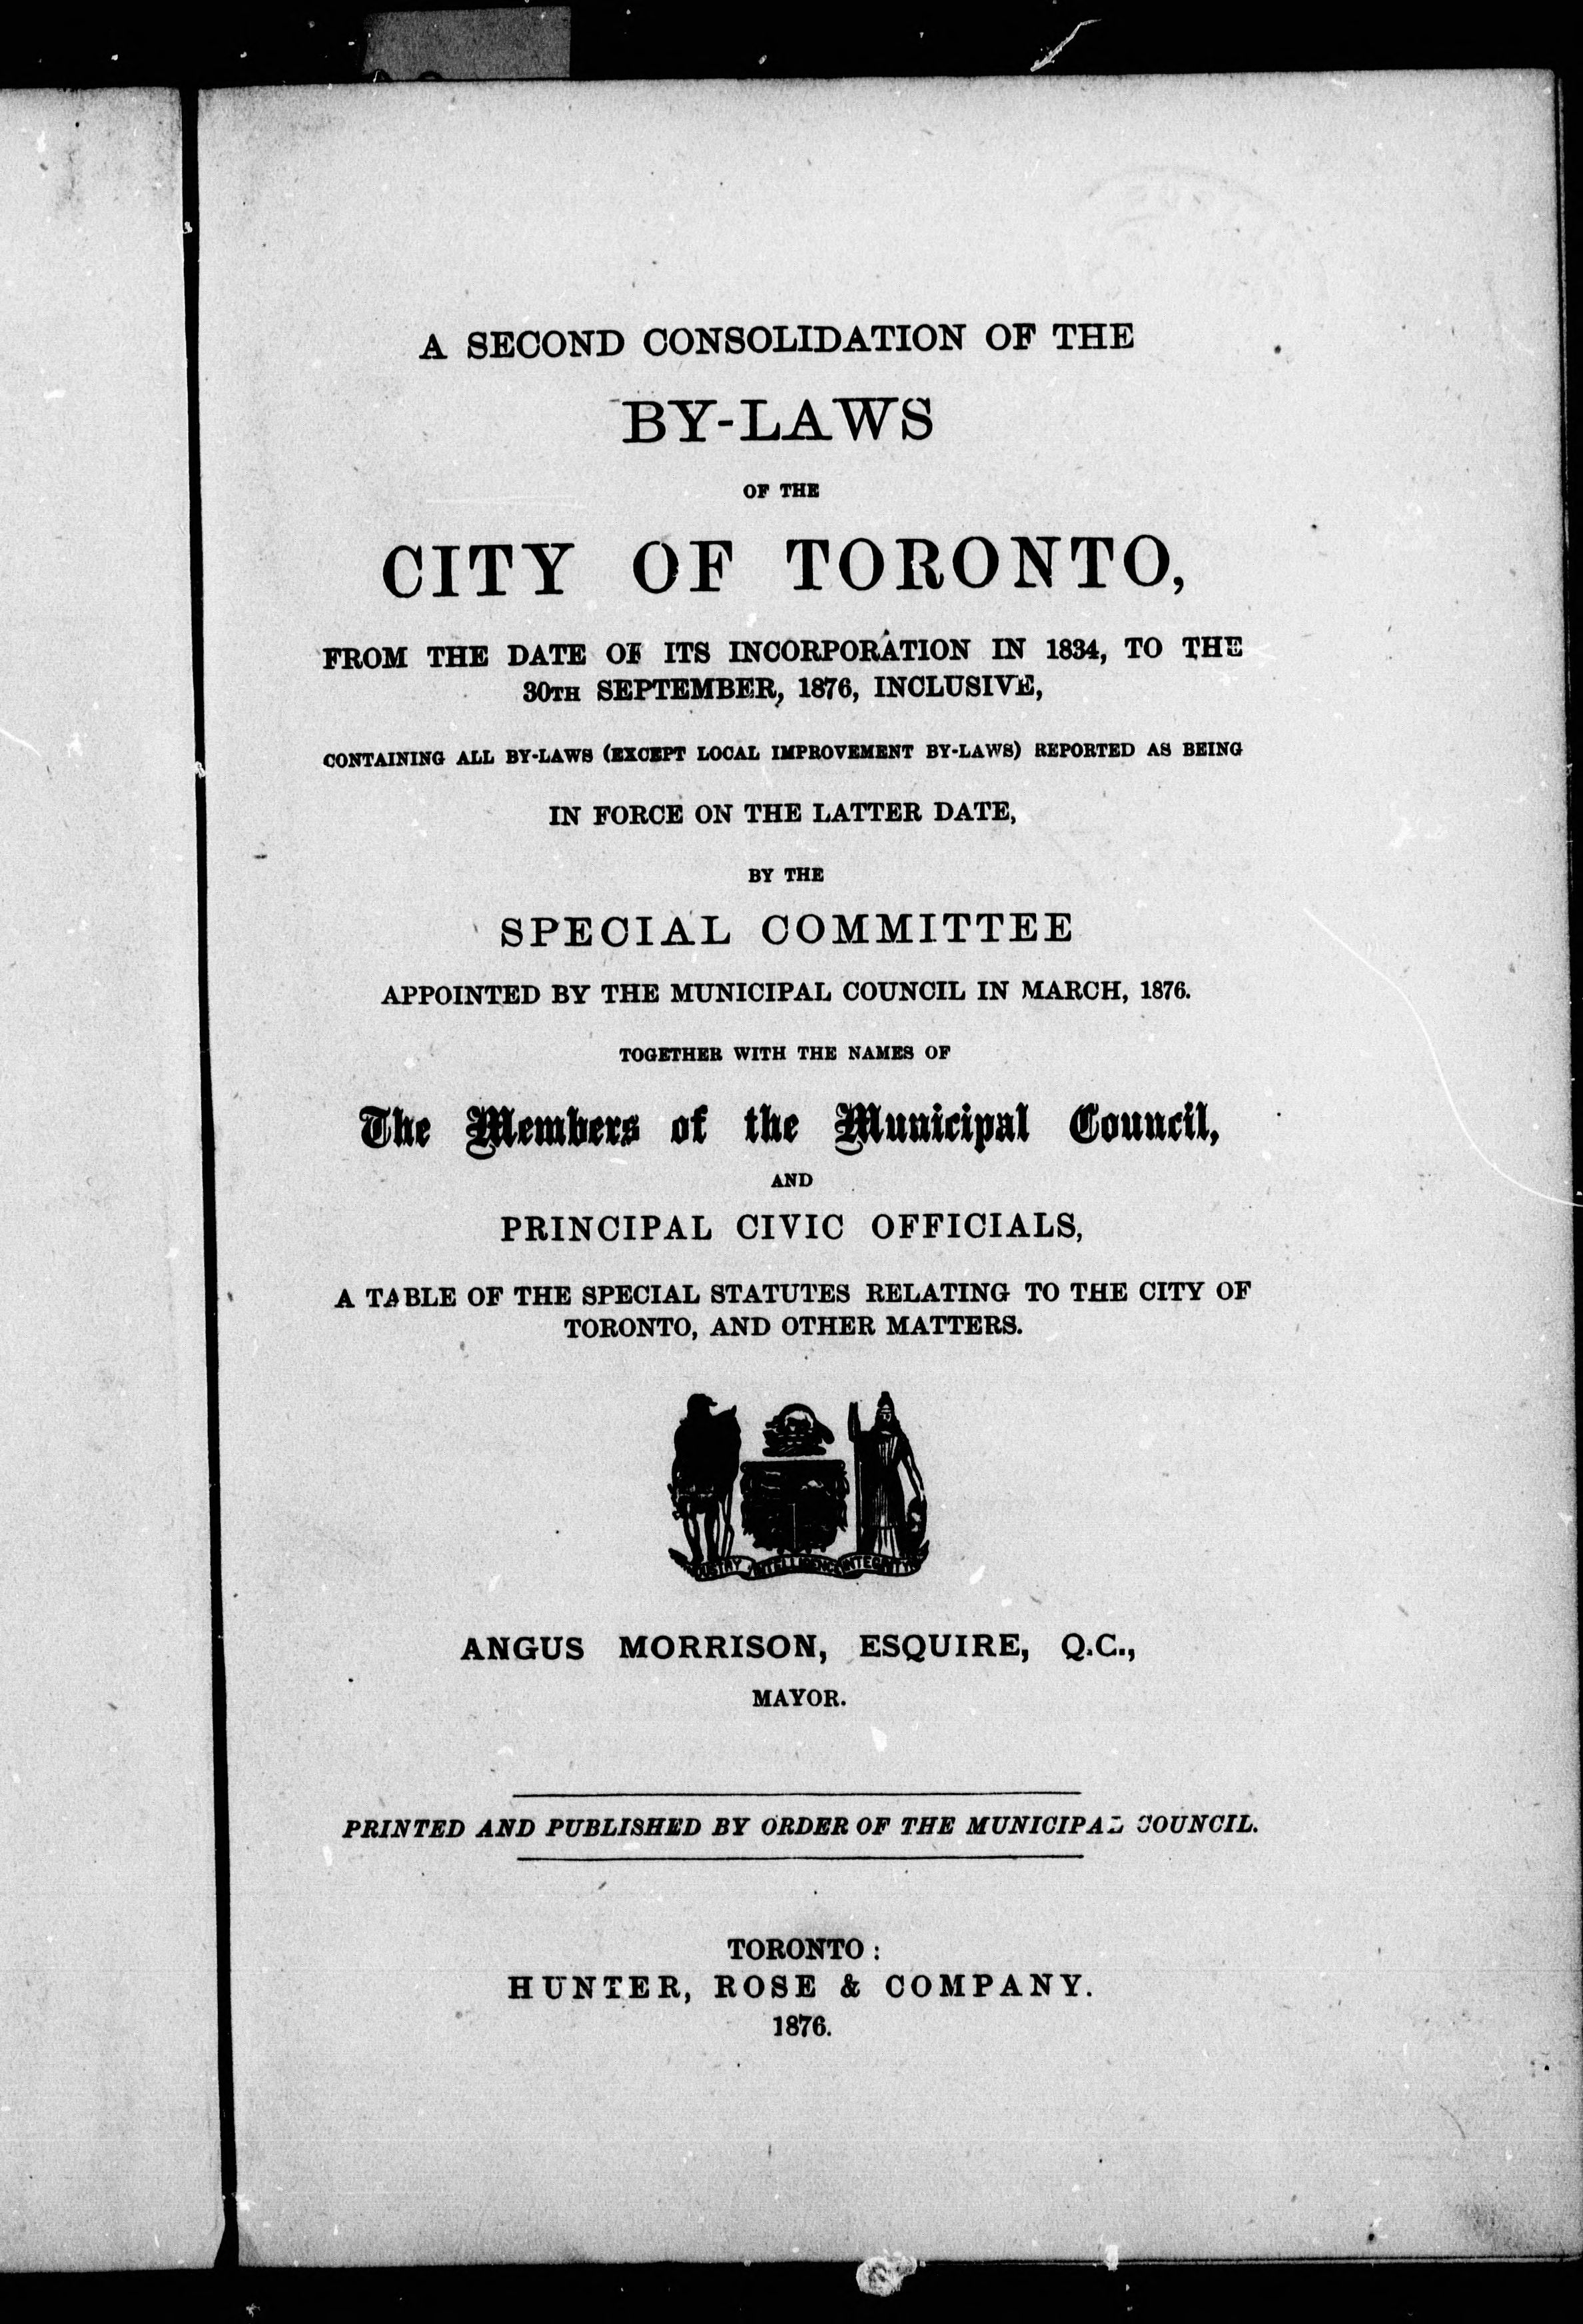 A SECOND CONSOLIDATION OF THE
BY-LAWS
OF THE
CITY OF TORONTO,
FROM THE DATE OF ITS INCORPORATION IN 1834, TO THE
30TH SEPTEMBER, 1876, INCLUSIVE,
CONTAINING ALL BY-LAWS (EXCEPT LOCAL IMPROVEMENT BY-LAWS) REPORTED AS BEING
IN FORCE ON THE LATTER DATE,
BY THE
SPECIAL COMMITTEE
APPOINTED BY THE MUNICIPAL COUNCIL IN MARCH, 1876.
TOGETHER WITH THE NAMES OF
The Members of the Municipal Council,
AND
PRINCIPAL CIVIC OFFICIALS,
A TABLE OF THE SPECIAL STATUTES RELATING TO THE CITY OF
TORONTO, AND OTHER MATTERS.
INTELLIGENCE INTEGRITY
ANGUS MORRISON, ESQUIRE, Q.C.,
MAYOR.
PRINTED AND PUBLISHED BY ORDER OF THE MUNICIPAL COUNCIL.
TORONTO:
HUNTER, ROSE & COMPANY.
1876.